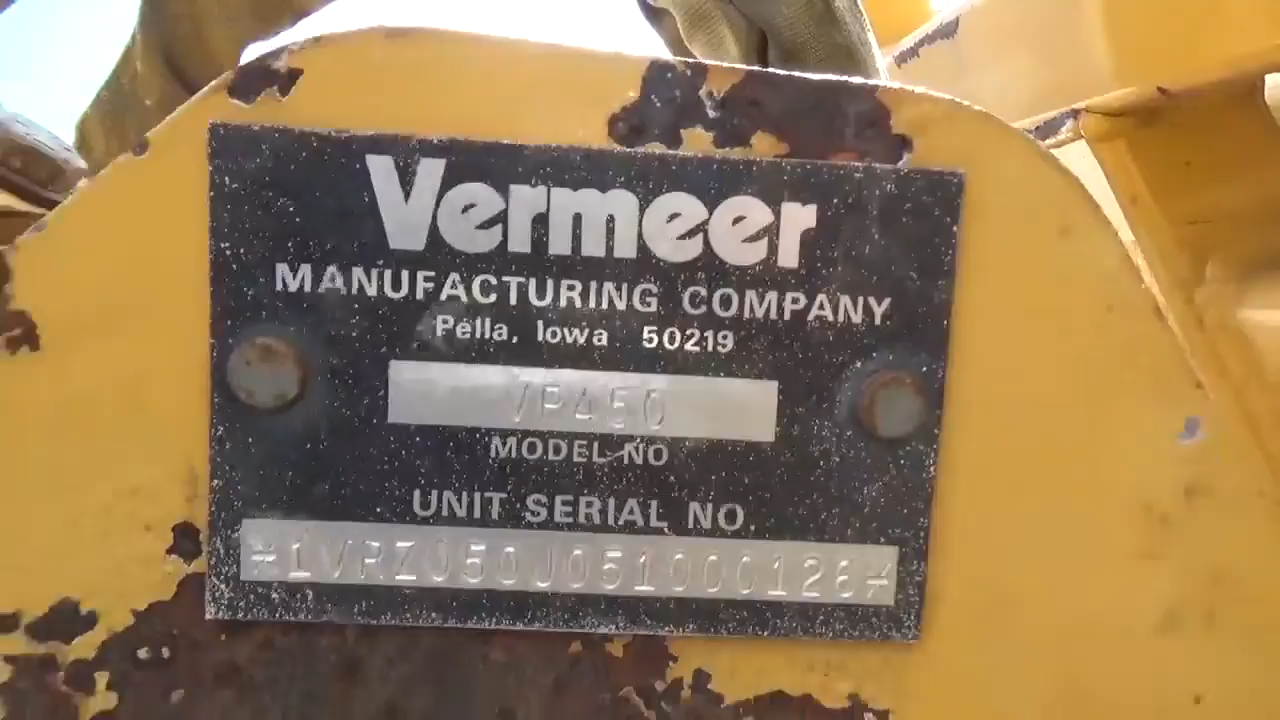 Vermeer
MANUFACTURING COMPANY
Pella, Iowa 50219
VP450
MODEL NO
UNIT SERIAL NO.
*1VRZ050J051000126*